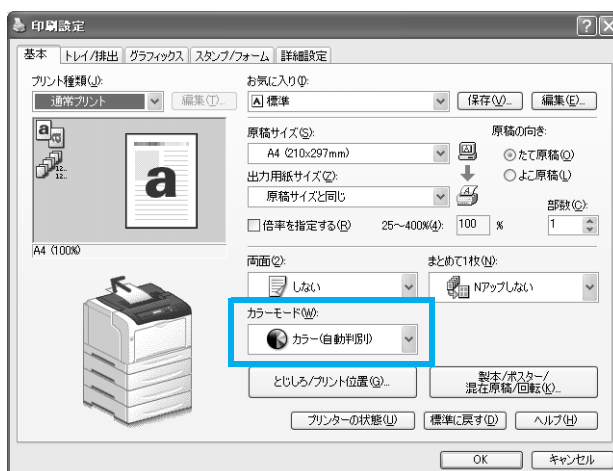 印刷設定
基本 トレイ/排出 グラフィックス スタンプ/フォーム 詳細設定
プリント種類(J):
通常プリント 編集(T)...
A4 (100%)
お気に入り(I):
標準 保存(V)... 編集(E)...
原稿サイズ(S):
A4 (210x297mm)
原稿の向き:
たて原稿(O)
よこ原稿(L)
出力用紙サイズ(Z):
原稿サイズと同じ
倍率を指定する(R) 25～400%(4): 100 %
部数(C):
1
両面(2):
しない
まとめて1枚(N):
Nアップしない
カラーモード(W):
カラー(自動判別)
とじしろ/プリント位置(G)...
製本/ポスター/
混在原稿/回転(K)...
プリンターの状態(U) 標準に戻す(D) ヘルプ(H)
OK キャンセル